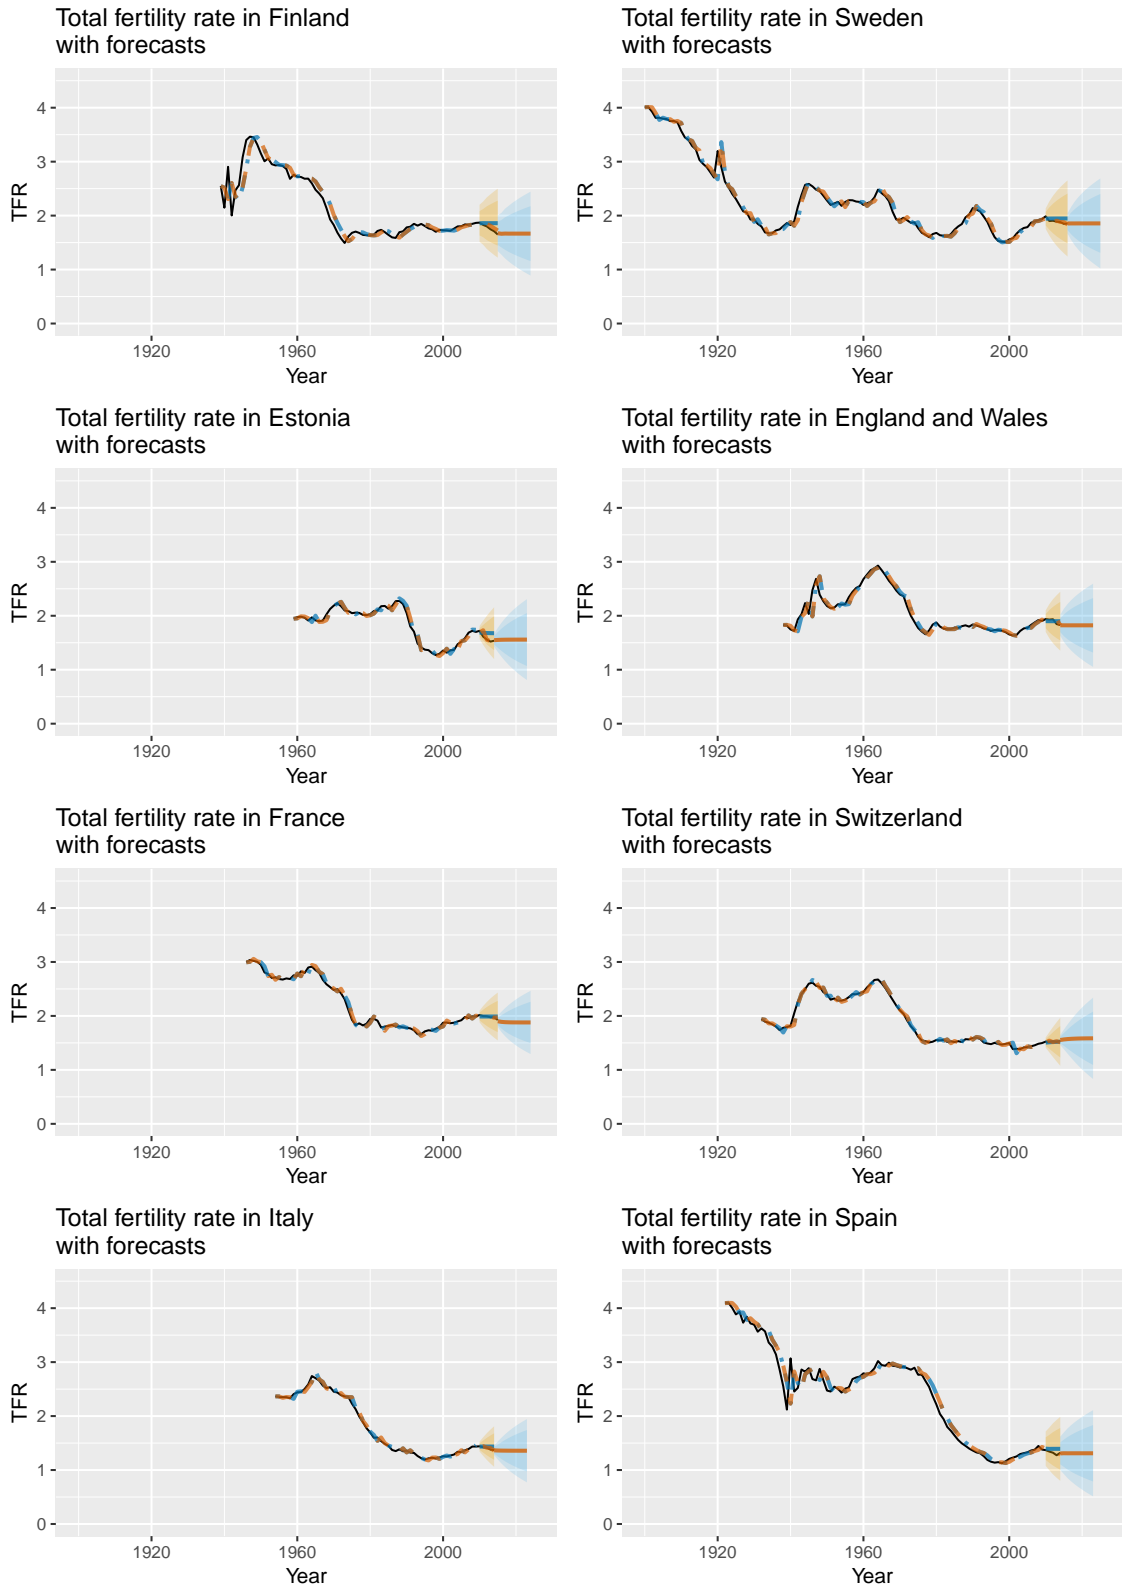 Total fertility rate in Finland
with forecasts
4
3
2
1
0
TFR
1920
1960
2000
Year
Total fertility rate in Sweden
with forecasts
4
3
2
1
0
TFR
1920
1960
2000
Year
Total fertility rate in Estonia
with forecasts
4
3
2
1
0
TFR
1920
1960
2000
Year
Total fertility rate in England and Wales
with forecasts
4
3
2
1
0
TFR
1920
1960
2000
Year
Total fertility rate in France
with forecasts
4
3
2
1
0
TFR
1920
1960
2000
Year
Total fertility rate in Switzerland
with forecasts
4
3
2
1
0
TFR
1920
1960
2000
Year
Total fertility rate in Italy
with forecasts
4
3
2
1
0
TFR
1920
1960
2000
Year
Total fertility rate in Spain
with forecasts
4
3
2
1
0
TFR
1920
1960
2000
Year